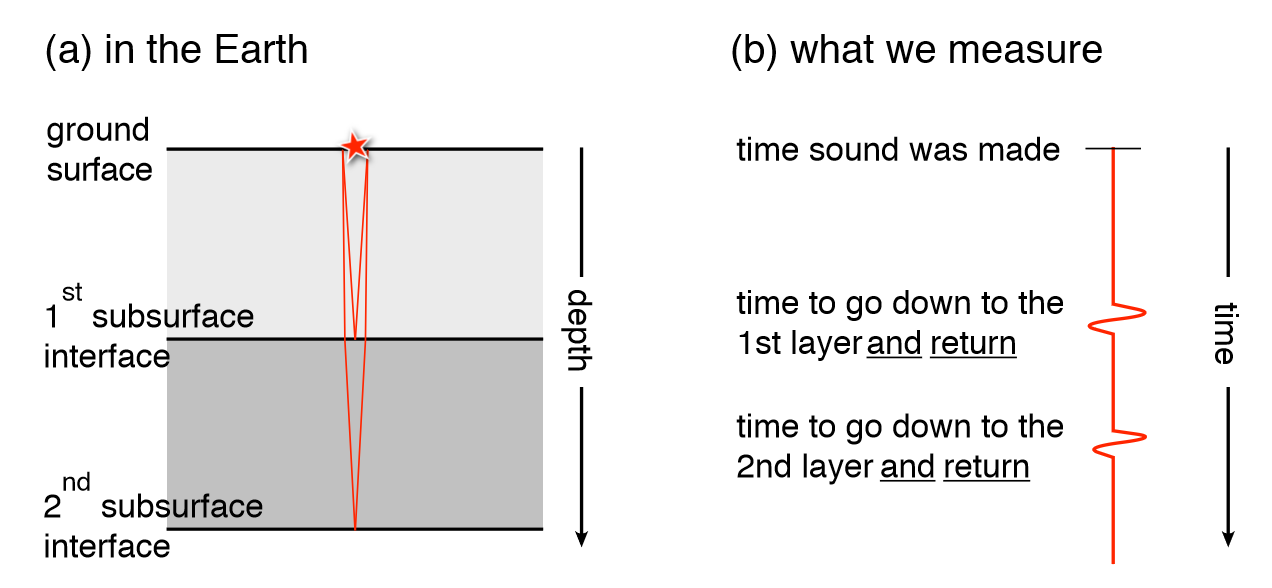 (a) in the Earth
ground
surface
1st subsurface
interface
2nd subsurface
interface
depth
(b) what we measure
time sound was made
time to go down to the
1st layer and return
time to go down to the
2nd layer and return
time